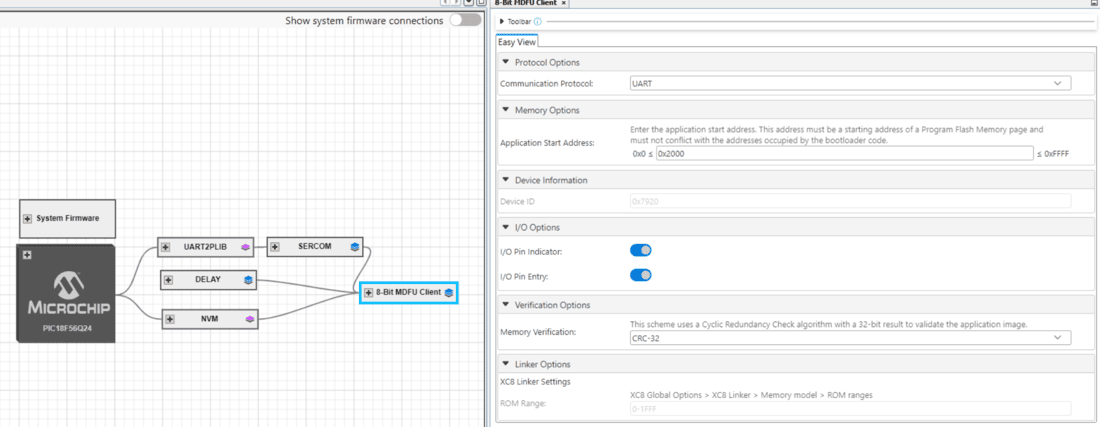 Show system firmware connections
System Firmware
MICROCHIP
PIC18F56Q24
UART2PLIB
SERCOM
DELAY
NVM
8-Bit MDFU Client
8-Bit MDFU Client ×
Toolbar
Easy View
Protocol Options
Communication Protocol:
UART
Memory Options
Application Start Address:
Enter the application start address. This address must be a starting address of a Program Flash Memory page and
must not conflict with the addresses occupied by the bootloader code.
0x0 ≤ 0x2000 ≤ 0xFFFF
Device Information
Device ID
0x7920
I/O Options
I/O Pin Indicator:
I/O Pin Entry:
Verification Options
Memory Verification:
This scheme uses a Cyclic Redundancy Check algorithm with a 32-bit result to validate the application image.
CRC-32
Linker Options
XC8 Linker Settings
XC8 Global Options > XC8 Linker > Memory model > ROM ranges
ROM Range:
0-1FFF